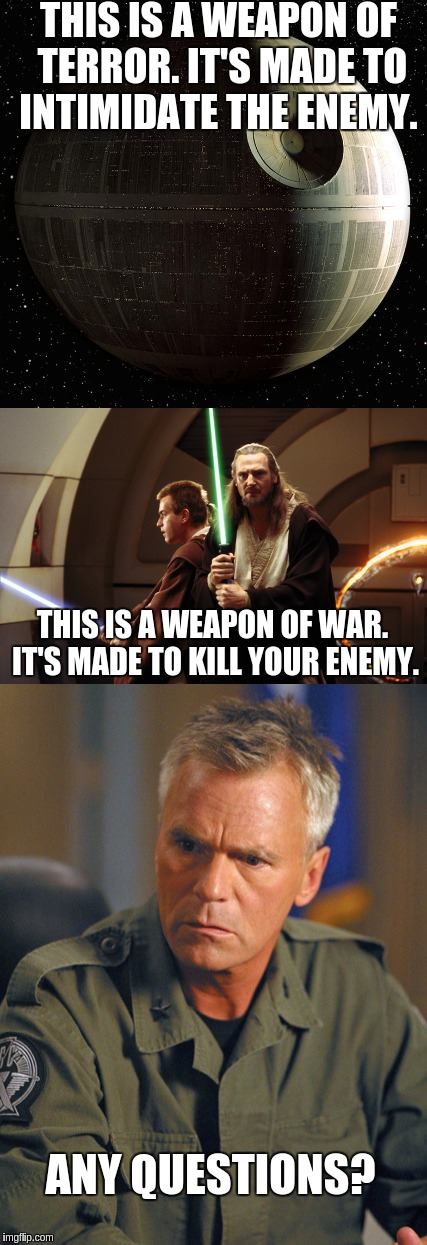 THIS IS A WEAPON OF
TERROR. IT'S MADE TO
INTIMIDATE THE ENEMY.
THIS IS A WEAPON OF WAR.
IT'S MADE TO KILL YOUR ENEMY.
ANY QUESTIONS?
imgflip.com